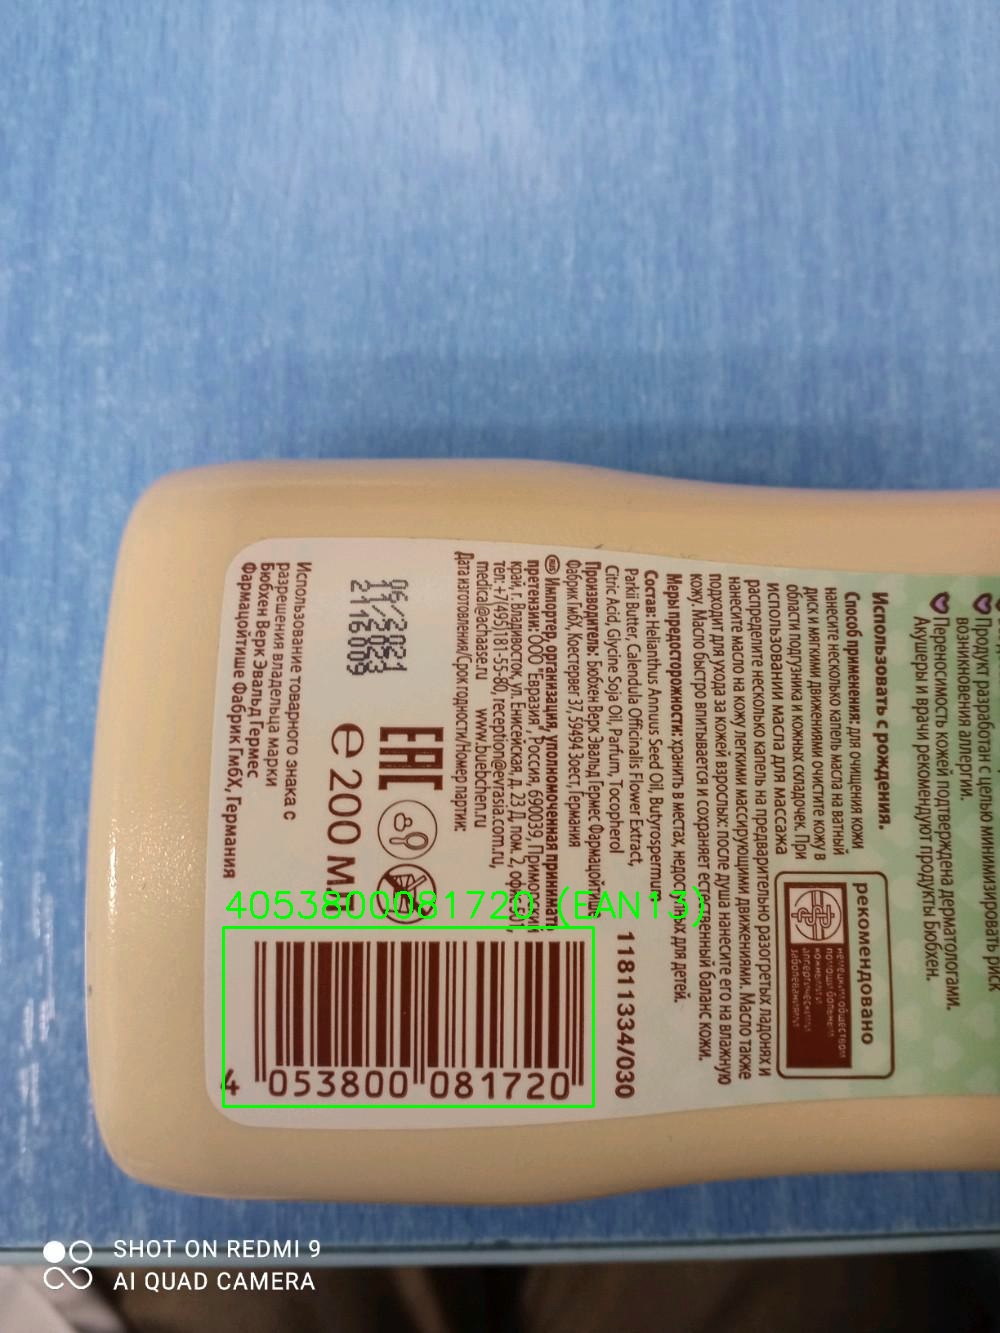 Продукт разработан с целью минимизировать риск
возникновения аллергии.
Переносимость кожей подтверждена дерматологами.
Акушеры и врачи рекомендуют продукты Бюбхен.
Использовать с рождения.
Способ применения: для очищения кожи
нанесите несколько капель масла на ватный
диск и мягкими движениями очистите кожу в
области подгузника и кожных складочек. При
использовании масла для массажа
распределите несколько капель на предварительно разогретых ладонях и
нанесите масло на кожу легкими массирующими движениями. Масло также
подходит для ухода за кожей взрослых: после душа нанесите его на влажную
кожу. Масло быстро впитывается и сохраняет естественный баланс кожи.
рекомендовано
Меры предосторожности: хранить в местах, недоступных для детей.
Состав: Helianthus Annuus Seed Oil, Butyrospermum
Parkii Butter, Calendula Officinalis Flower Extract,
Citric Acid, Glycine Soja Oil, Parfum, Tocopherol
Производитель: Бюбхен Верк Эвальд Гермес Фармацойтише
Фабрик ГмбХ, Коестервег 37, 59494 Зоест, Германия
Импортер, организация, уполномоченная принимать
претензии: ООО "Евразия", Россия, 690039, Приморский
край, г. Владивосток, ул. Енисейская, д. 23 Д, пом. 2, офис
тел: +7(495)181-55-80, reception@evrasia.com.ru,
medical@achaase.ru www.buebchen.ru
Дата изготовления/Срок годности/Номер партии:
06/2021
11/2023
2116009
EAC
e 200 мл
11811334/030
Использование товарного знака с
разрешения владельца марки
Бюбхен Верк Эвальд Гермес
Фармацойтише Фабрик ГмбХ, Германия
4053800081720 (EAN13)
4 053800 081720
SHOT ON REDMI 9
AI QUAD CAMERA